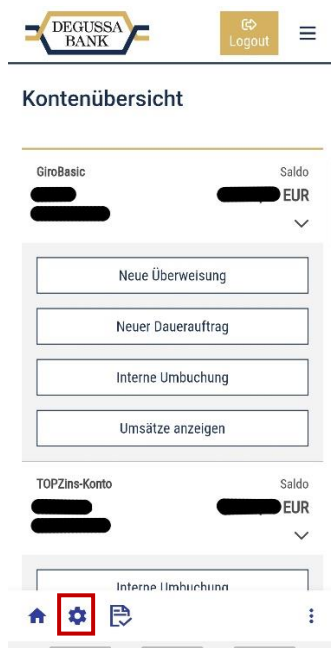 DEGUSSA
BANK
Logout
Kontenübersicht
GiroBasic
Saldo
EUR
Neue Überweisung
Neuer Dauerauftrag
Interne Umbuchung
Umsätze anzeigen
TOPZins-Konto
Saldo
EUR
Interne Umbuchung